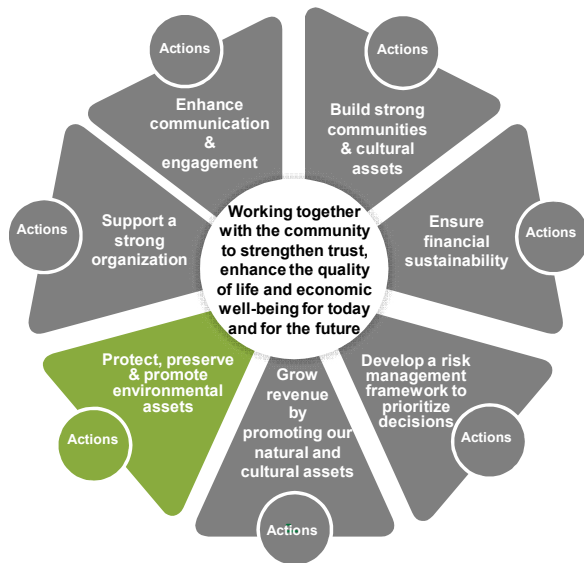 Actions
Enhance
communication
&
engagement
Actions
Build strong
communities
& cultural
assets
Actions
Support a
strong
organization
Working together
with the community
to strengthen trust,
enhance the quality
of life and economic
well-being for today
and for the future
Ensure
financial
sustainability
Actions
Protect, preserve
& promote
environmental
assets
Actions
Grow
revenue
by
promoting our
natural and
cultural assets
Actions
Develop a risk
management
framework to
prioritize
decisions
Actions